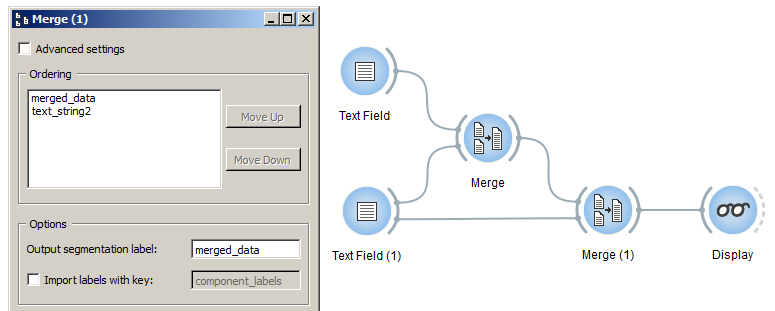 Merge (1)
Advanced settings
Ordering
merged_data
text_string2
Move Up
Move Down
Options
Output segmentation label: merged_data
Import labels with key: component_labels
Text Field
Merge
Text Field (1)
Merge (1)
Display